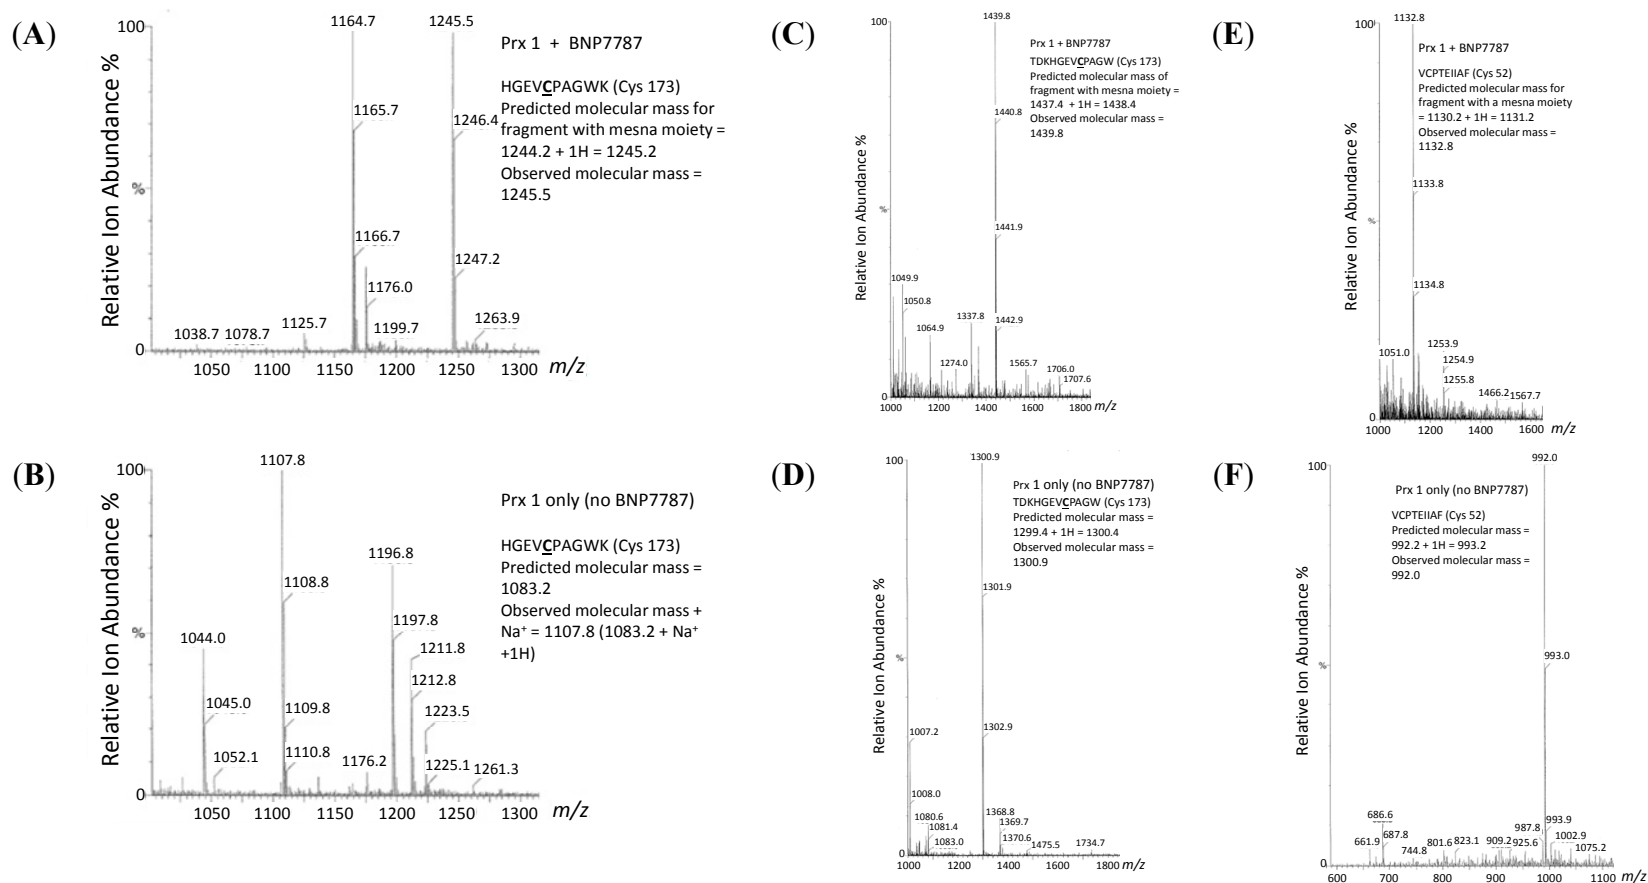 (A)
Relative Ion Abundance %
100
%
0
1164.7
1245.5
1165.7
1246.4
1166.7
1247.2
1176.0
1263.9
1125.7
1199.7
1038.7
1078.7
1050
1100
1150
1200
1250
1300
m/z
Prx 1 + BNP7787
HGEVCPAGWK (Cys 173)
Predicted molecular mass for
fragment with mesna moiety =
1244.2 + 1H = 1245.2
Observed molecular mass =
1245.5
(B)
Relative Ion Abundance %
100
%
0
1107.8
1196.8
1108.8
1197.8
1044.0
1211.8
1212.8
1045.0
1109.8
1223.5
1052.1
1110.8
1176.2
1225.1
1261.3
1050
1100
1150
1200
1250
1300
m/z
Prx 1 only (no BNP7787)
HGEVCPAGWK (Cys 173)
Predicted molecular mass =
1083.2
Observed molecular mass +
Na⁺ = 1107.8 (1083.2 + Na⁺
+1H)
(C)
Relative Ion Abundance %
100
%
0
1439.8
1440.8
1441.9
1049.9
1050.8
1064.9
1337.8
1442.9
1274.0
1565.7
1706.0
1707.6
1000
1200
1400
1600
1800
m/z
Prx 1 + BNP7787
TDKHGEVCPAGW (Cys 173)
Predicted molecular mass of
fragment with mesna moiety =
1437.4 + 1H = 1438.4
Observed molecular mass =
1439.8
(D)
Relative Ion Abundance %
100
%
0
1300.9
1301.9
1302.9
1007.2
1008.0
1080.6
1081.4
1083.0
1368.8
1369.7
1370.6
1475.5
1734.7
1000
1200
1400
1600
1800
m/z
Prx 1 only (no BNP7787)
TDKHGEVCPAGW (Cys 173)
Predicted molecular mass =
1299.4 + 1H = 1300.4
Observed molecular mass =
1300.9
(E)
Relative Ion Abundance %
100
%
0
1132.8
1133.8
1134.8
1051.0
1253.9
1254.9
1255.8
1466.2
1567.7
1000
1200
1400
1600
m/z
Prx 1 + BNP7787
VCPTEIIAF (Cys 52)
Predicted molecular mass for
fragment with a mesna moiety
= 1130.2 + 1H = 1131.2
Observed molecular mass =
1132.8
(F)
Relative Ion Abundance %
100
%
0
992.0
993.0
993.9
686.6
661.9
687.8
744.8
801.6
823.1
909.2
925.6
987.8
1002.9
1075.2
600
700
800
900
1000
1100
m/z
Prx 1 only (no BNP7787)
VCPTEIIAF (Cys 52)
Predicted molecular mass =
992.2 + 1H = 993.2
Observed molecular mass =
992.0